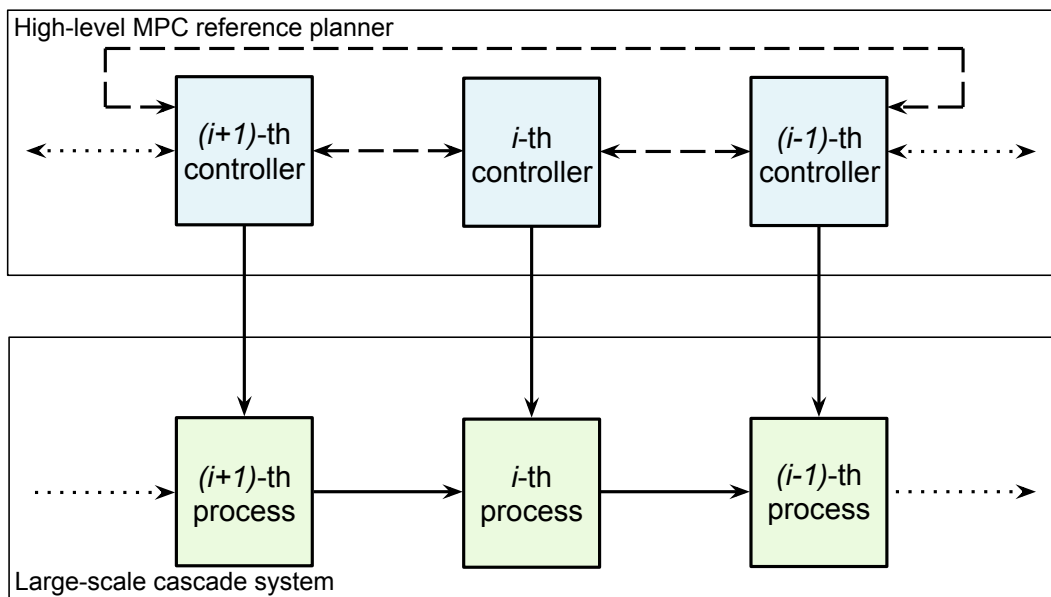 High-level MPC reference planner
(i+1)-th
controller
i-th
controller
(i-1)-th
controller
(i+1)-th
process
i-th
process
(i-1)-th
process
Large-scale cascade system